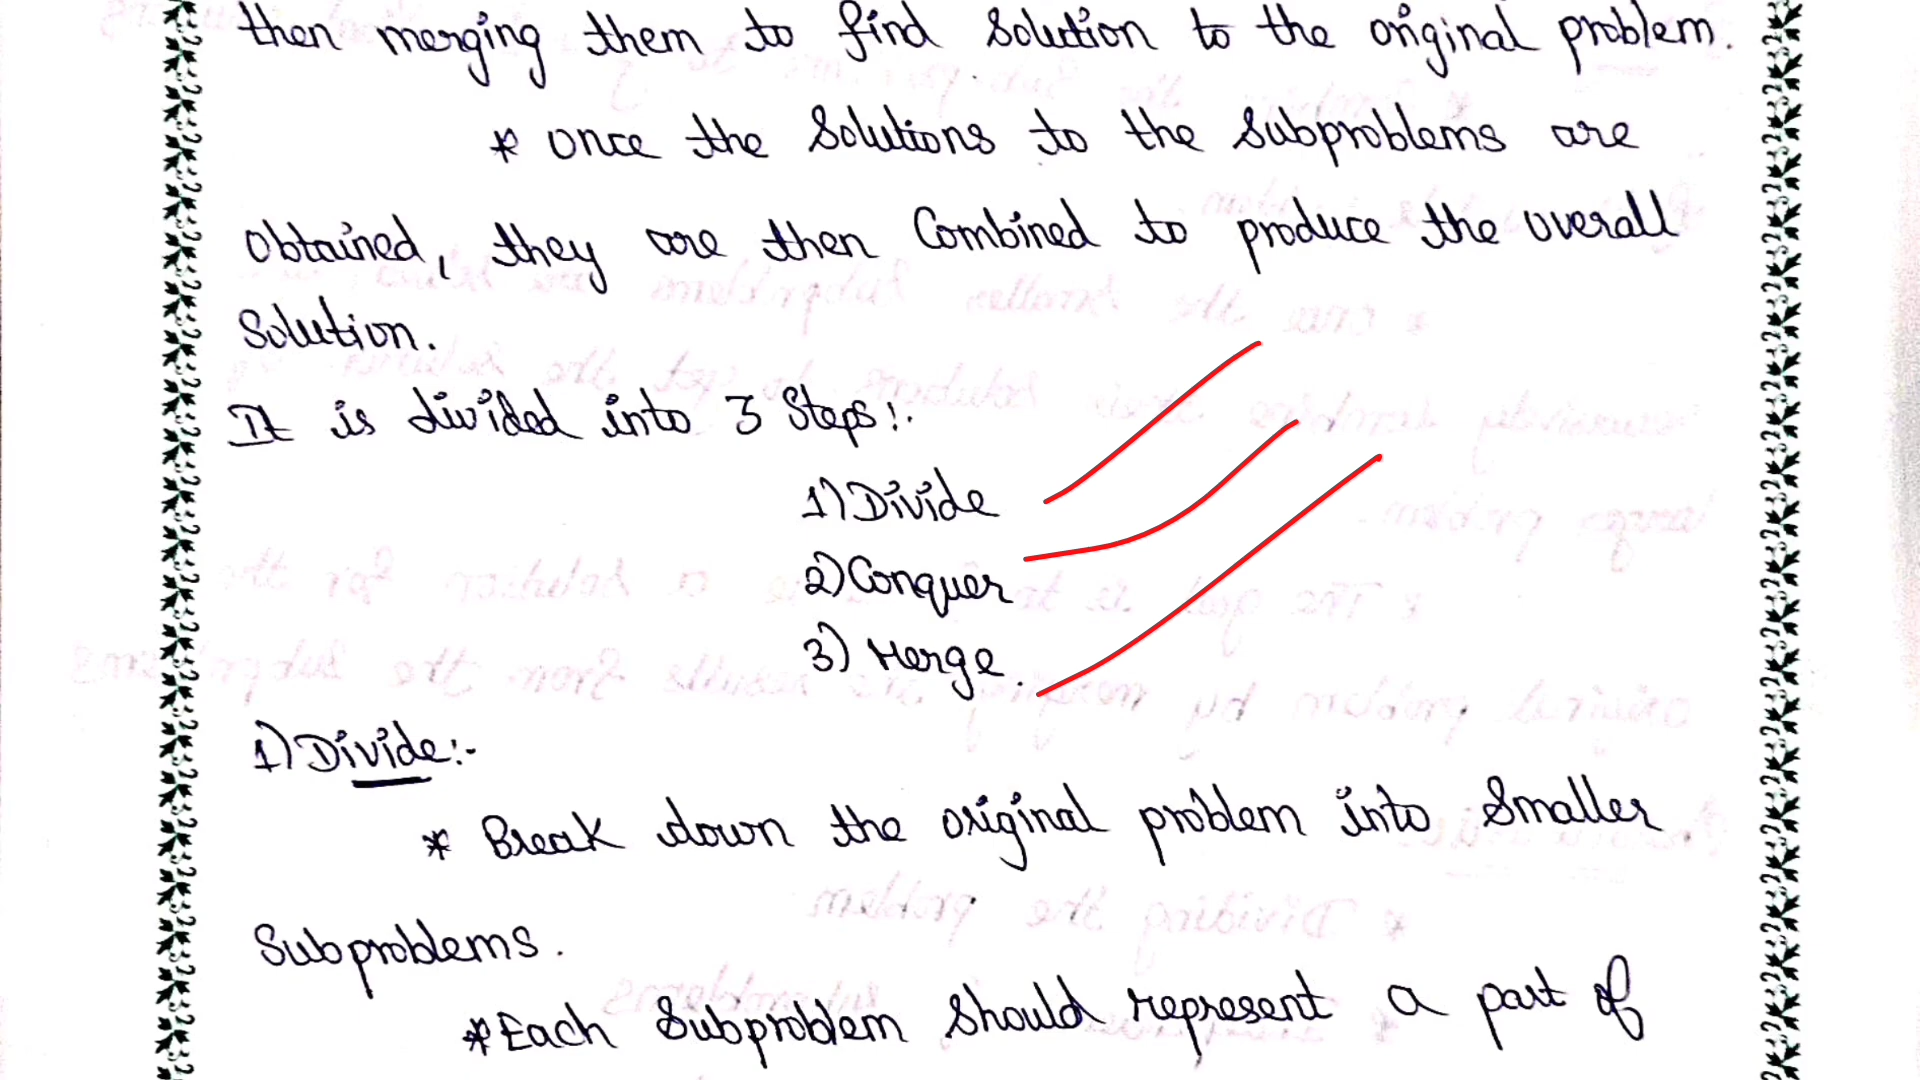 then merging them to find Solution to the original problem.
* Once the Solutions to the Subproblems are
Obtained, they are then Combined to produce the overall
Solution.
It is divided into 3 Steps:-
1) Divide
2) Conquer
3) Merge.
1) Divide:-
* Break down the original problem into Smaller
Subproblems.
* Each Subproblem Should represent a part of